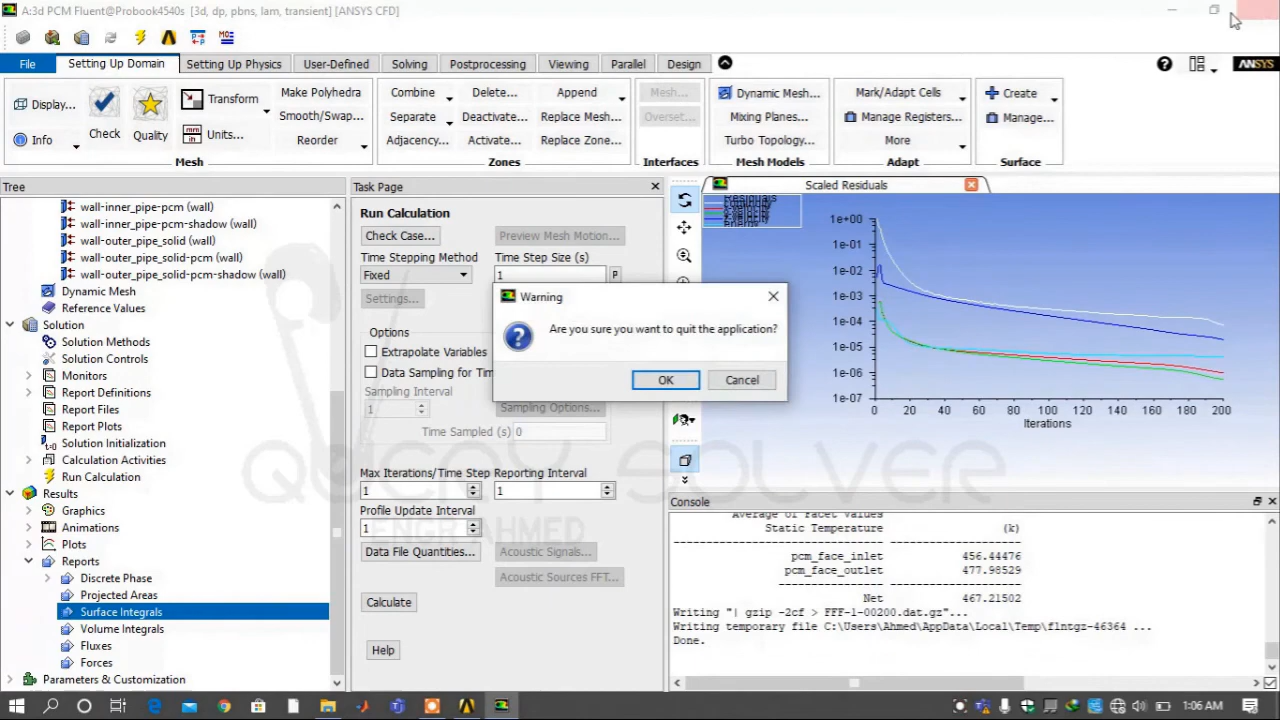 A:3d PCM Fluent@Probook4540s [3d, dp, pbns, lam, transient] [ANSYS CFD]
File
Setting Up Domain
Setting Up Physics
User-Defined
Solving
Postprocessing
Viewing
Parallel
Design
ANSYS
Display...
Info
Check
Quality
Transform
Units...
Make Polyhedra
Smooth/Swap...
Reorder
Mesh
Combine
Separate
Adjacency...
Delete...
Deactivate...
Activate...
Append
Replace Mesh...
Replace Zone...
Zones
Mesh...
Overset...
Interfaces
Dynamic Mesh...
Mixing Planes...
Turbo Topology...
Mesh Models
Mark/Adapt Cells
Manage Registers...
More
Adapt
Create
Manage...
Surface
Tree
wall-inner_pipe-pcm (wall)
wall-inner_pipe-pcm-shadow (wall)
wall-outer_pipe_solid (wall)
wall-outer_pipe_solid-pcm (wall)
wall-outer_pipe_solid-pcm-shadow (wall)
Dynamic Mesh
Reference Values
Solution
Solution Methods
Solution Controls
Monitors
Report Definitions
Report Files
Report Plots
Solution Initialization
Calculation Activities
Run Calculation
Results
Graphics
Animations
Plots
Reports
Discrete Phase
Projected Areas
Surface Integrals
Volume Integrals
Fluxes
Forces
Parameters & Customization
Task Page
Run Calculation
Check Case...
Preview Mesh Motion...
Time Stepping Method
Time Step Size (s)
Fixed
1
P
Settings...
Options
Extrapolate Variables
Data Sampling for Tim
Sampling Interval
1
Sampling Options...
Time Sampled (s) 0
Max Iterations/Time Step
Reporting Interval
1
1
Profile Update Interval
1
Data File Quantities...
Acoustic Signals...
Acoustic Sources FFT...
Calculate
Help
Warning
Are you sure you want to quit the application?
OK
Cancel
Scaled Residuals
Residuals
energy
1e+00
1e-01
1e-02
1e-03
1e-04
1e-05
1e-06
1e-07
0 20 40 60 80 100 120 140 160 180 200
Iterations
Console
Average of Facet Values
Static Temperature (k)
pcm_face_inlet 456.44476
pcm_face_outlet 477.98529
Net 467.21502
Writing "| gzip -2cf > FFF-1-00200.dat.gz"...
Writing temporary file C:\Users\Ahmed\AppData\Local\Temp\flntgz-46364 ...
Done.
QUERY SOLVER
ENGR AHMED
1:06 AM